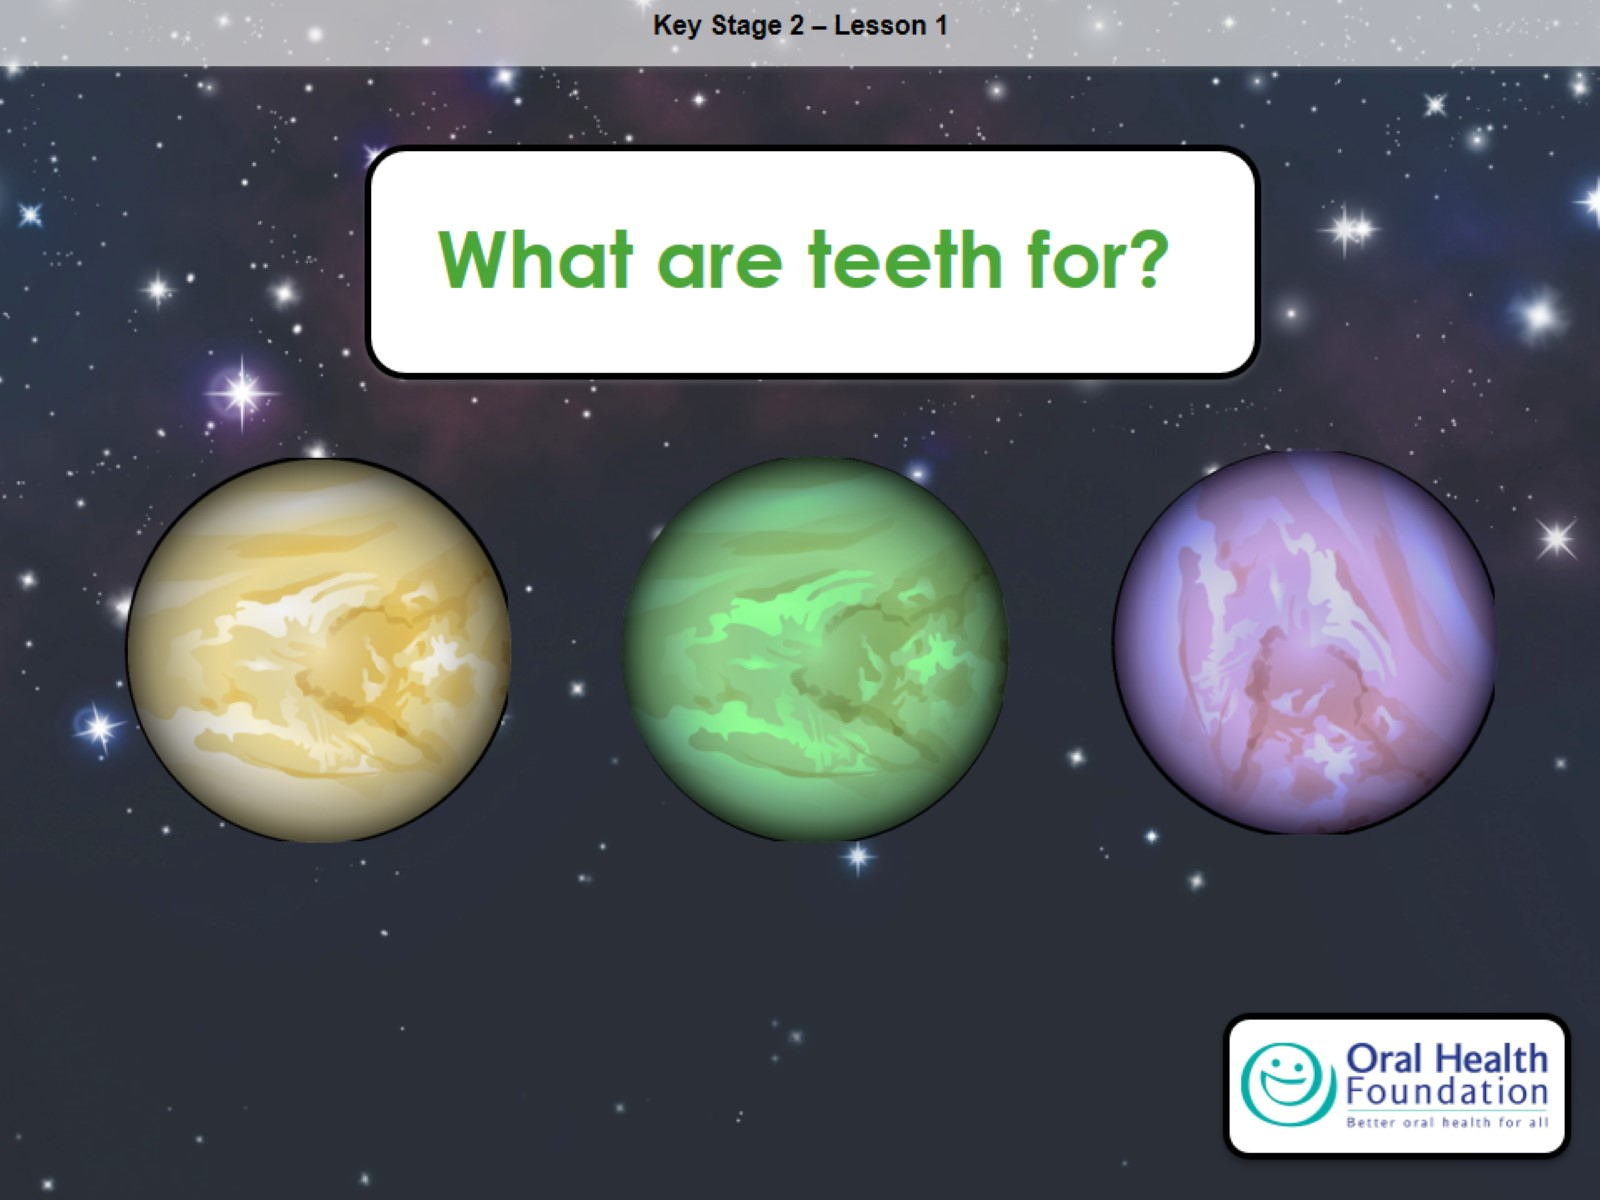 Key Stage 2 – Lesson 1
What are teeth for?
Oral Health
Foundation
Better oral health for all